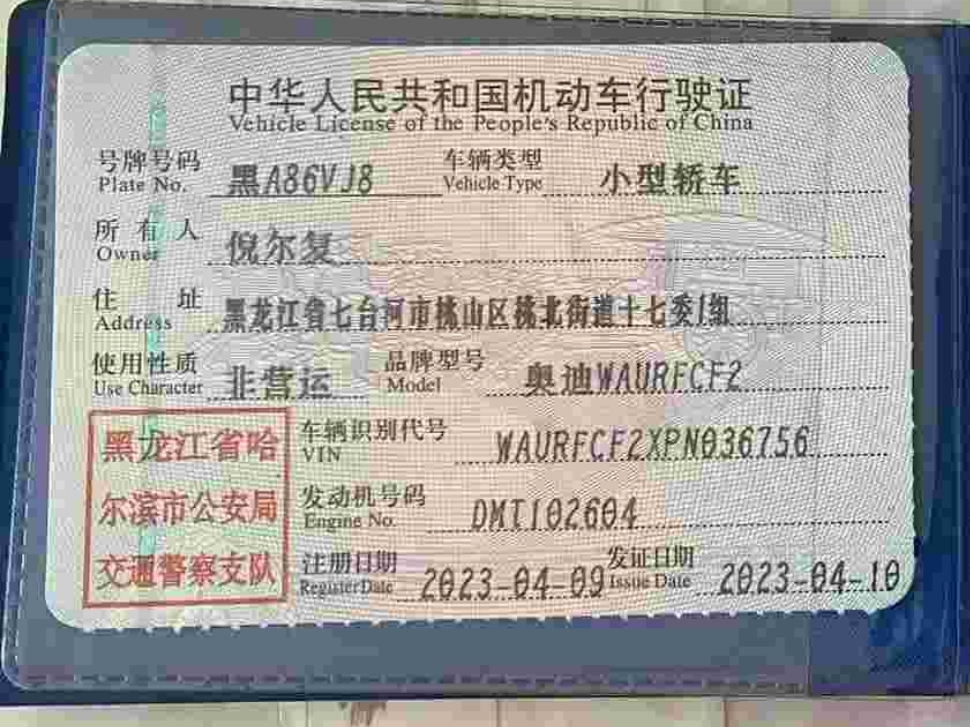 中华人民共和国机动车行驶证
Vehicle License of the People's Republic of China
号牌号码 黑A86VJ8 车辆类型 小型轿车
Plate No. Vehicle Type
所有人 倪尔复
Owner
住址 黑龙江省七台河市桃山区桃北街道十七委1组
Address
使用性质 非营运 品牌型号 奥迪WAURFCF2
Use Character Model
黑龙江省哈
尔滨市公安局
交通警察支队
车辆识别代号 WAURFCF2XPN036756
VIN
发动机号码 DMT102604
Engine No.
注册日期 2023-04-09 发证日期 2023-04-10
Register Date Issue Date